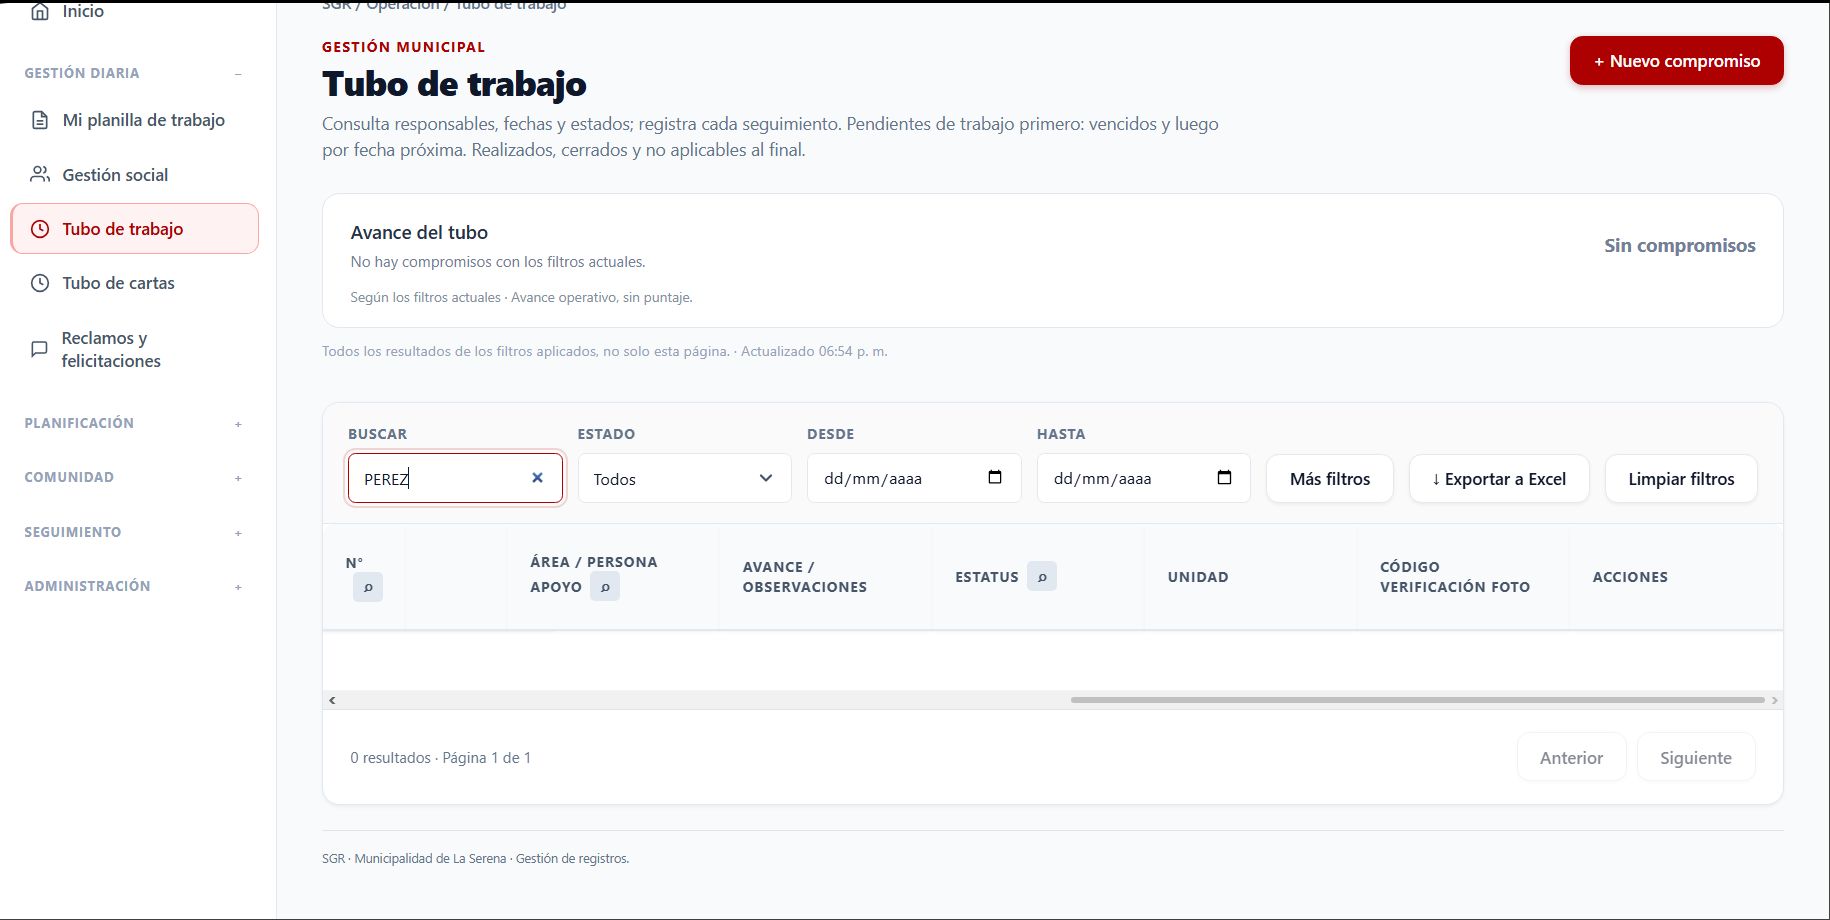 Inicio
GESTIÓN DIARIA −
Mi planilla de trabajo
Gestión social
Tubo de trabajo
Tubo de cartas
Reclamos y
felicitaciones
PLANIFICACIÓN +
COMUNIDAD +
SEGUIMIENTO +
ADMINISTRACIÓN +
SGR / Operación / Tubo de trabajo
GESTIÓN MUNICIPAL
Tubo de trabajo
Consulta responsables, fechas y estados; registra cada seguimiento. Pendientes de trabajo primero: vencidos y luego
por fecha próxima. Realizados, cerrados y no aplicables al final.
+ Nuevo compromiso
Avance del tubo
No hay compromisos con los filtros actuales.
Según los filtros actuales · Avance operativo, sin puntaje.
Sin compromisos
Todos los resultados de los filtros aplicados, no solo esta página. · Actualizado 06:54 p. m.
BUSCAR ESTADO DESDE HASTA
PEREZ × Todos dd/mm/aaaa dd/mm/aaaa Más filtros ↓ Exportar a Excel Limpiar filtros
N°
ÁREA / PERSONA
APOYO
AVANCE /
OBSERVACIONES
ESTATUS
UNIDAD
CÓDIGO
VERIFICACIÓN FOTO
ACCIONES
0 resultados · Página 1 de 1
Anterior Siguiente
SGR · Municipalidad de La Serena · Gestión de registros.